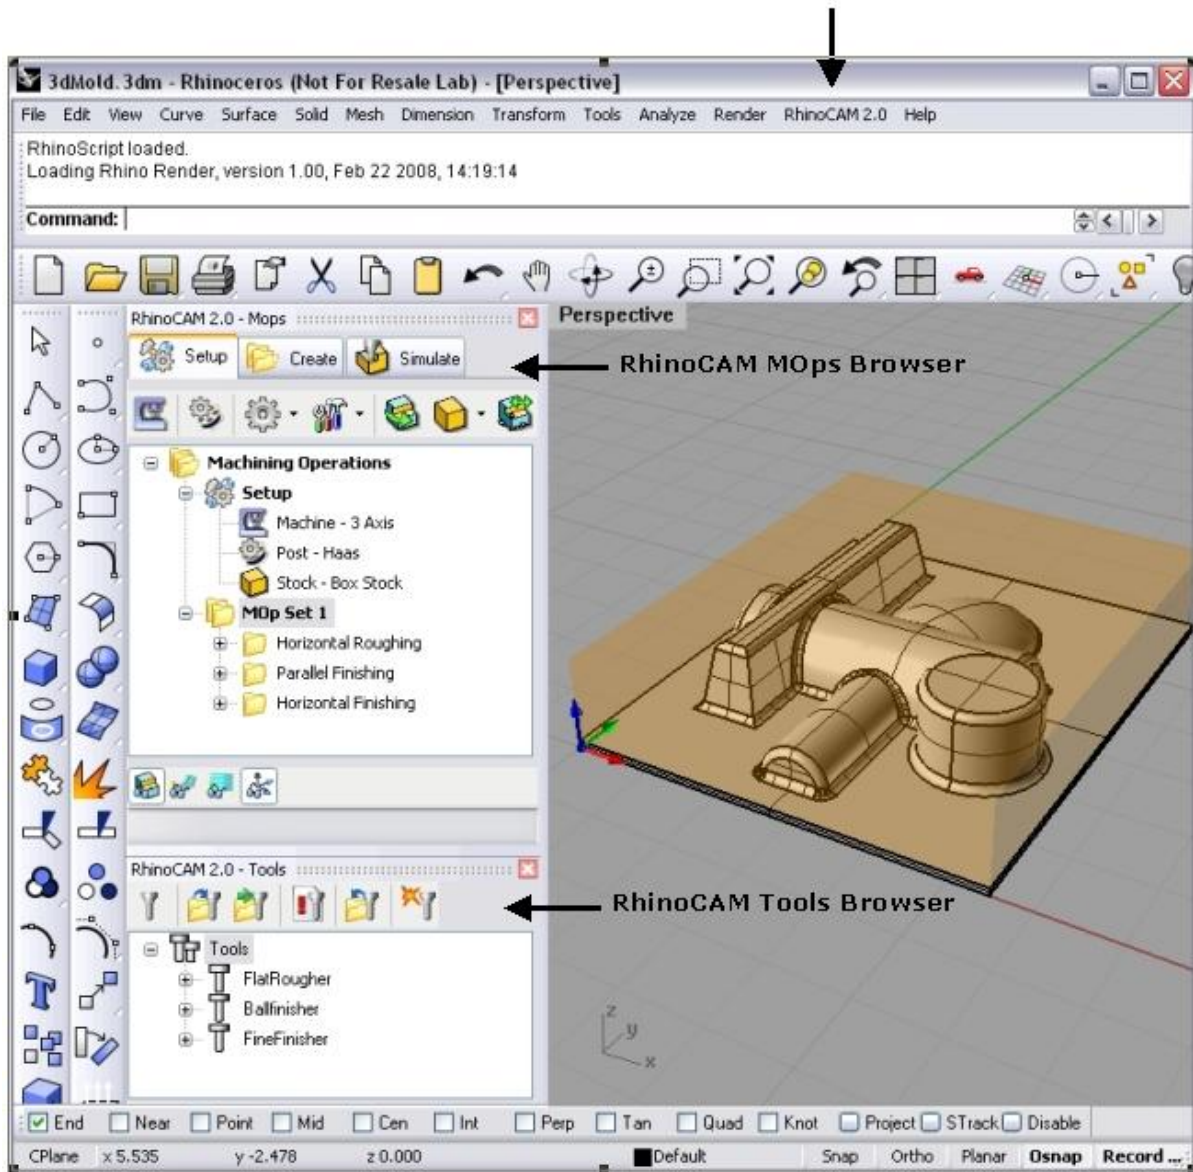 3dMold.3dm - Rhinoceros (Not For Resale Lab) - [Perspective]
File Edit View Curve Surface Solid Mesh Dimension Transform Tools Analyze Render RhinoCAM 2.0 Help
RhinoScript loaded.
Loading Rhino Render, version 1.00, Feb 22 2008, 14:19:14
Command:
RhinoCAM 2.0 - Mops
Perspective
Setup Create Simulate
RhinoCAM MOps Browser
Machining Operations
Setup
Machine - 3 Axis
Post - Haas
Stock - Box Stock
MOp Set 1
Horizontal Roughing
Parallel Finishing
Horizontal Finishing
RhinoCAM 2.0 - Tools
RhinoCAM Tools Browser
Tools
FlatRougher
Ballfinisher
FineFinisher
z
y
x
End Near Point Mid Cen Int Perp Tan Quad Knot Project STrack Disable
CPlane x 5.535 y -2.478 z 0.000 Default Snap Ortho Planar Osnap Record ...